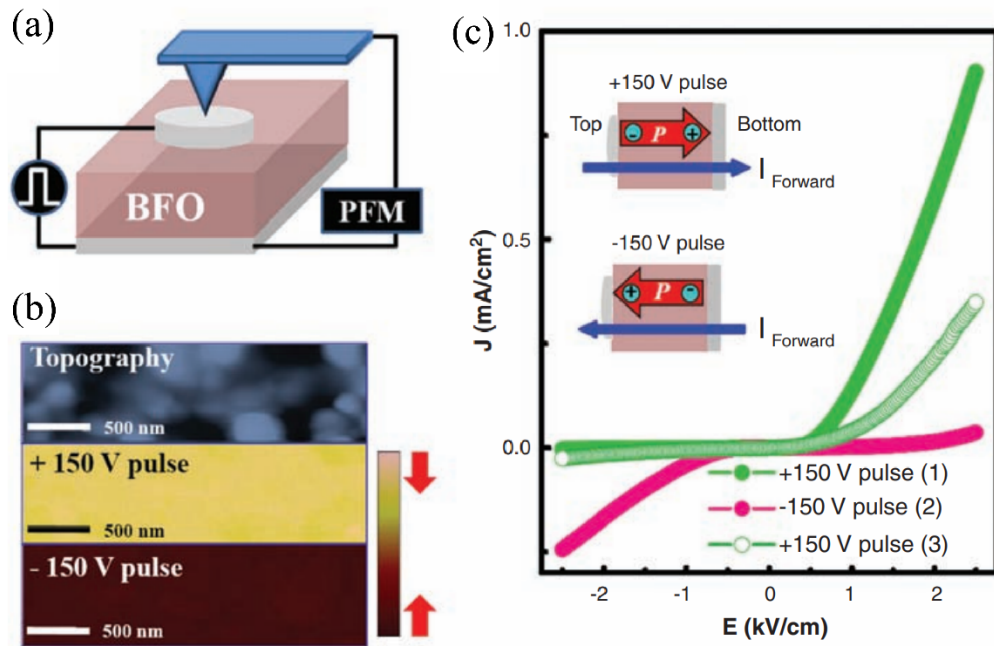 (a)
BFO
PFM
(b)
Topography
500 nm
+ 150 V pulse
500 nm
- 150 V pulse
500 nm
(c)
1.0
0.5
0.0
J (mA/cm²)
+150 V pulse
Top
- P +
Bottom
I Forward
-150 V pulse
+ P -
I Forward
+150 V pulse (1)
-150 V pulse (2)
+150 V pulse (3)
-2 -1 0 1 2
E (kV/cm)